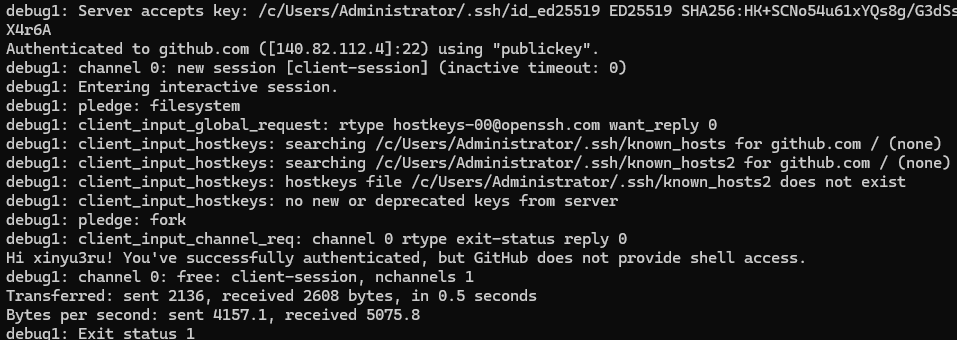 debug1: Server accepts key: /c/Users/Administrator/.ssh/id_ed25519 ED25519 SHA256:HK+SCNo54u61xYQs8g/G3dSs
X4r6A
Authenticated to github.com ([140.82.112.4]:22) using "publickey".
debug1: channel 0: new session [client-session] (inactive timeout: 0)
debug1: Entering interactive session.
debug1: pledge: filesystem
debug1: client_input_global_request: rtype hostkeys-00@openssh.com want_reply 0
debug1: client_input_hostkeys: searching /c/Users/Administrator/.ssh/known_hosts for github.com / (none)
debug1: client_input_hostkeys: searching /c/Users/Administrator/.ssh/known_hosts2 for github.com / (none)
debug1: client_input_hostkeys: hostkeys file /c/Users/Administrator/.ssh/known_hosts2 does not exist
debug1: client_input_hostkeys: no new or deprecated keys from server
debug1: pledge: fork
debug1: client_input_channel_req: channel 0 rtype exit-status reply 0
Hi xinyu3ru! You've successfully authenticated, but GitHub does not provide shell access.
debug1: channel 0: free: client-session, nchannels 1
Transferred: sent 2136, received 2608 bytes, in 0.5 seconds
Bytes per second: sent 4157.1, received 5075.8
debug1: Exit status 1